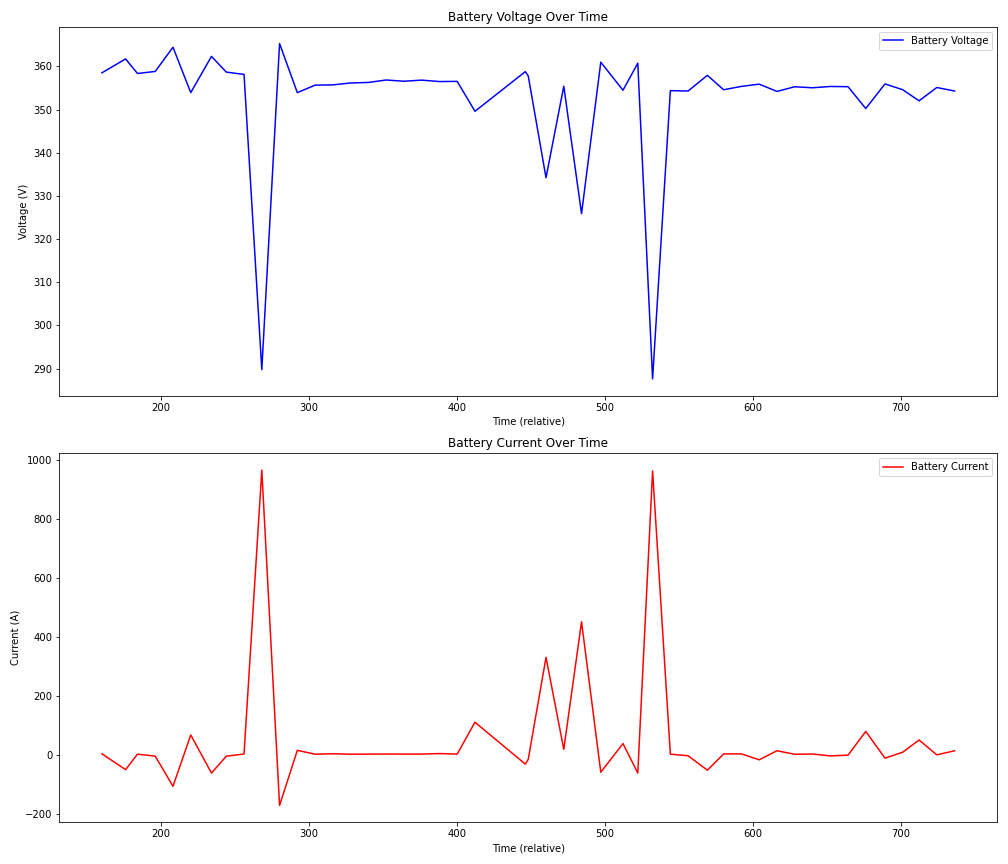 Battery Voltage Over Time
Battery Voltage
Voltage (V)
360
350
340
330
320
310
300
290
200 300 400 500 600 700
Time (relative)
Battery Current Over Time
Battery Current
Current (A)
1000
800
600
400
200
0
−200
200 300 400 500 600 700
Time (relative)